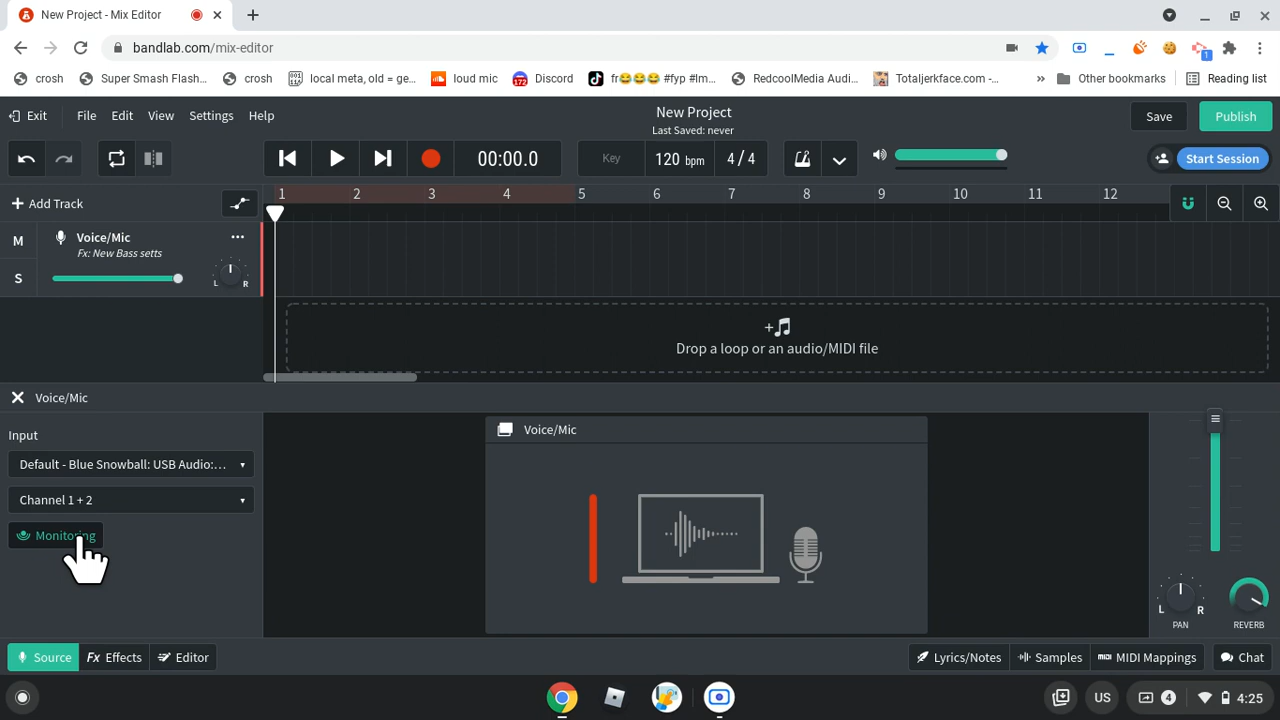 New Project - Mix Editor
bandlab.com/mix-editor
1
crosh
Super Smash Flash...
crosh
local meta, old = ge...
loud mic
172
Discord
fr😂😂😂 #fyp #lm...
RedcoolMedia Audi...
Totaljerkface.com -...
»
Other bookmarks
Reading list
Exit
File
Edit
View
Settings
Help
New Project
Last Saved: never
Save
Publish
00:00.0
Key
120 bpm
4 / 4
Start Session
+ Add Track
1 2 3 4 5 6 7 8 9 10 11 12
M
Voice/Mic
Fx: New Bass setts
S
L R
Drop a loop or an audio/MIDI file
Voice/Mic
Input
Default - Blue Snowball: USB Audio:...
Channel 1 + 2
Monitoring
Voice/Mic
L R
PAN
REVERB
Source
Fx Effects
Editor
Lyrics/Notes
Samples
MIDI MIDI Mappings
Chat
US
4
4:25